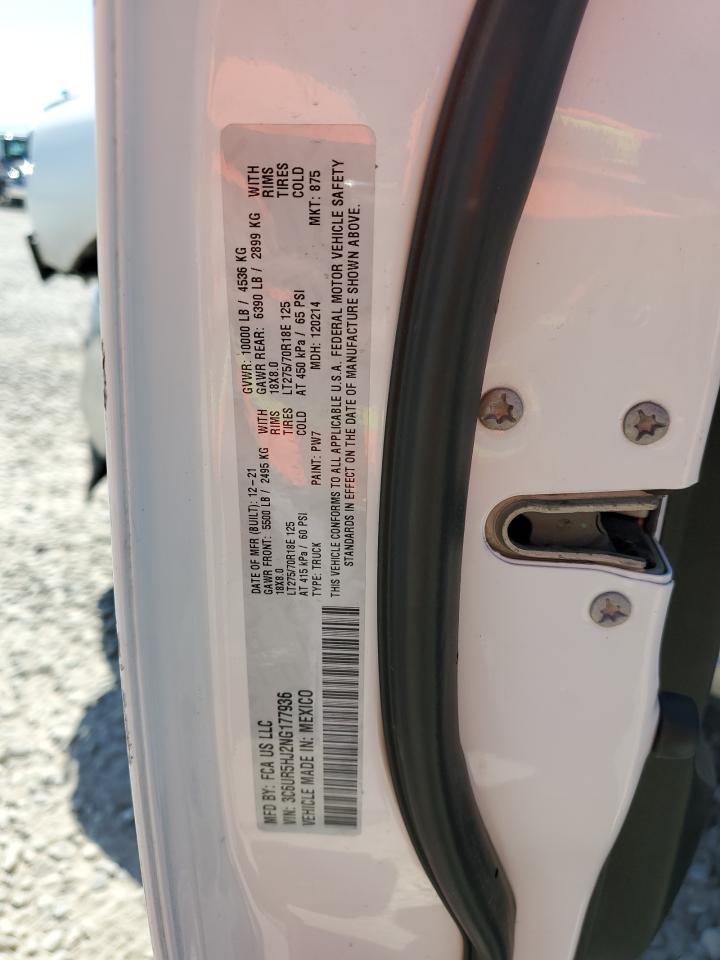 MFD BY: FCA US LLC
VIN: 3C6UR5HJ2NG177936
VEHICLE MADE IN: MEXICO
DATE OF MFR (BUILT): 12-21 GVWR: 10000 LB / 4536 KG
GAWR FRONT: 5500 LB / 2495 KG WITH GAWR REAR: 6390 LB / 2899 KG WITH
18X8.0 RIMS 18X8.0 RIMS
LT275/70R18E 125 TIRES LT275/70R18E 125 TIRES
AT 415 kPa / 60 PSI COLD AT 450 kPa / 65 PSI COLD
TYPE: TRUCK PAINT: PW7 MDH: 120214 MKT: 875
THIS VEHICLE CONFORMS TO ALL APPLICABLE U.S.A. FEDERAL MOTOR VEHICLE SAFETY
STANDARDS IN EFFECT ON THE DATE OF MANUFACTURE SHOWN ABOVE.